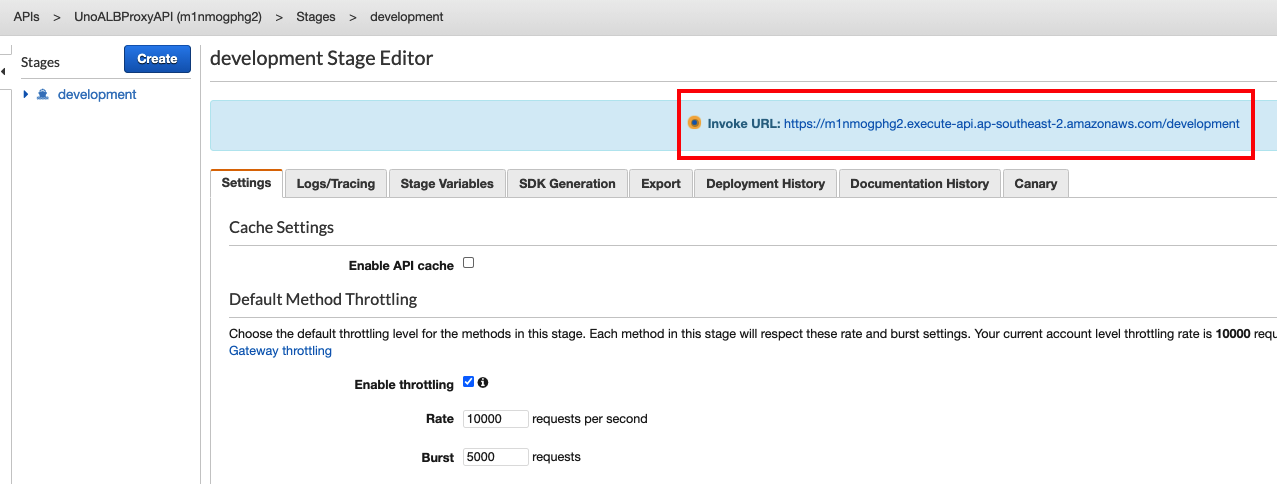 APIs > UnoALBProxyAPI (m1nmogphg2) > Stages > development
Stages
Create
development
development Stage Editor
Invoke URL: https://m1nmogphg2.execute-api.ap-southeast-2.amazonaws.com/development
Settings Logs/Tracing Stage Variables SDK Generation Export Deployment History Documentation History Canary
Cache Settings
Enable API cache
Default Method Throttling
Choose the default throttling level for the methods in this stage. Each method in this stage will respect these rate and burst settings. Your current account level throttling rate is 10000 requ
Gateway throttling
Enable throttling
Rate 10000 requests per second
Burst 5000 requests